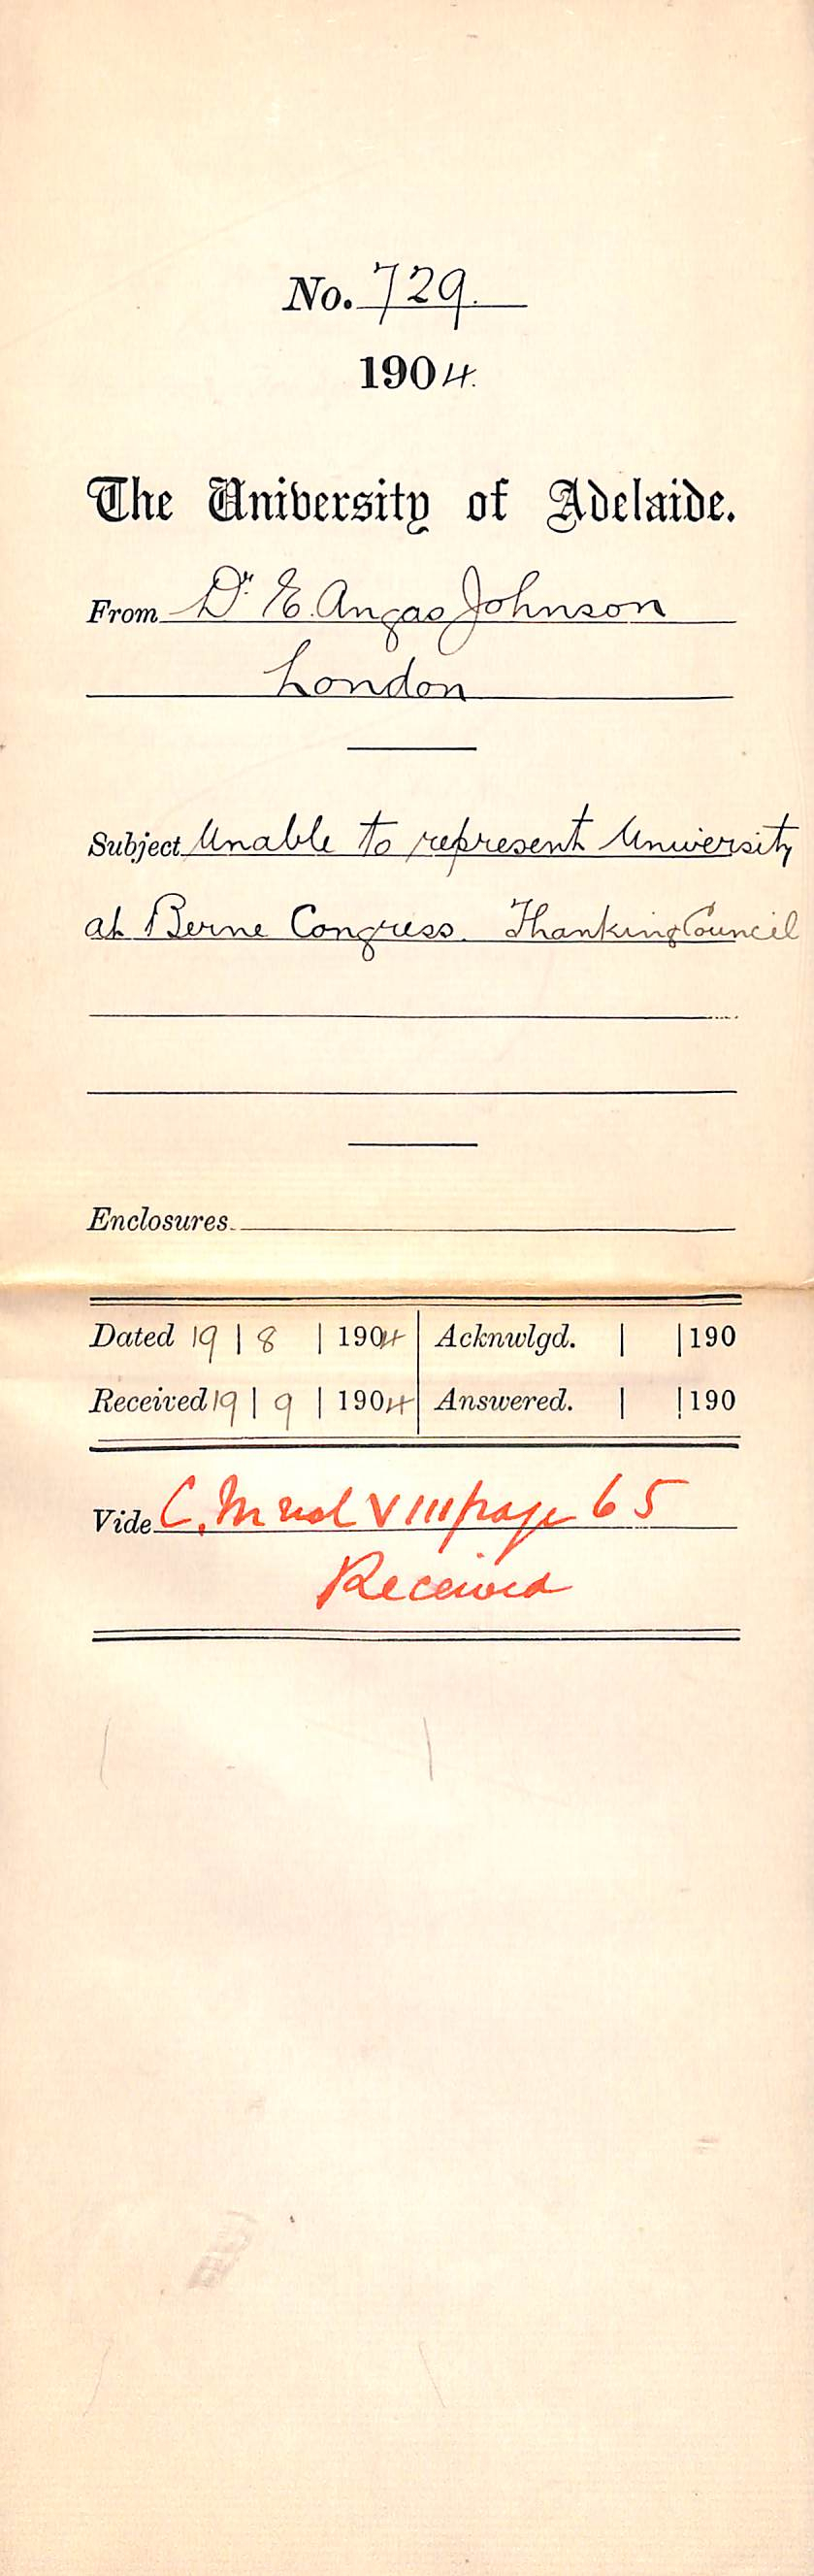 No. 729.
1904.
The University of Adelaide.
From Dr. E. Angas Johnson
London
Subject Unable to represent University
at Berne Congress. Thanking Council
Enclosures.
Dated 19 | 8 | 1904 Acknwlgd. | | 190
Received 19 | 9 | 1904 Answered. | | 190
Vide C. M vol VIII page 65
Received